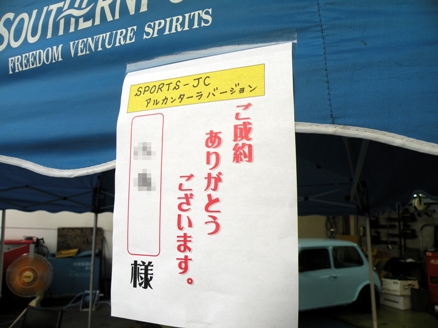 SOUTHERN
FREEDOM VENTURE SPIRITS
SPORTS-JC
アルカンターラバージョン
ご成約
ありがとう
ございます。
様